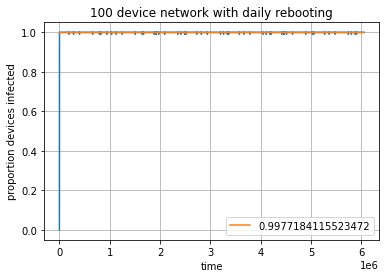 100 device network with daily rebooting
proportion devices infected
1.0
0.8
0.6
0.4
0.2
0.0
0.9977184115523472
0 1 2 3 4 5 6
1e6
time